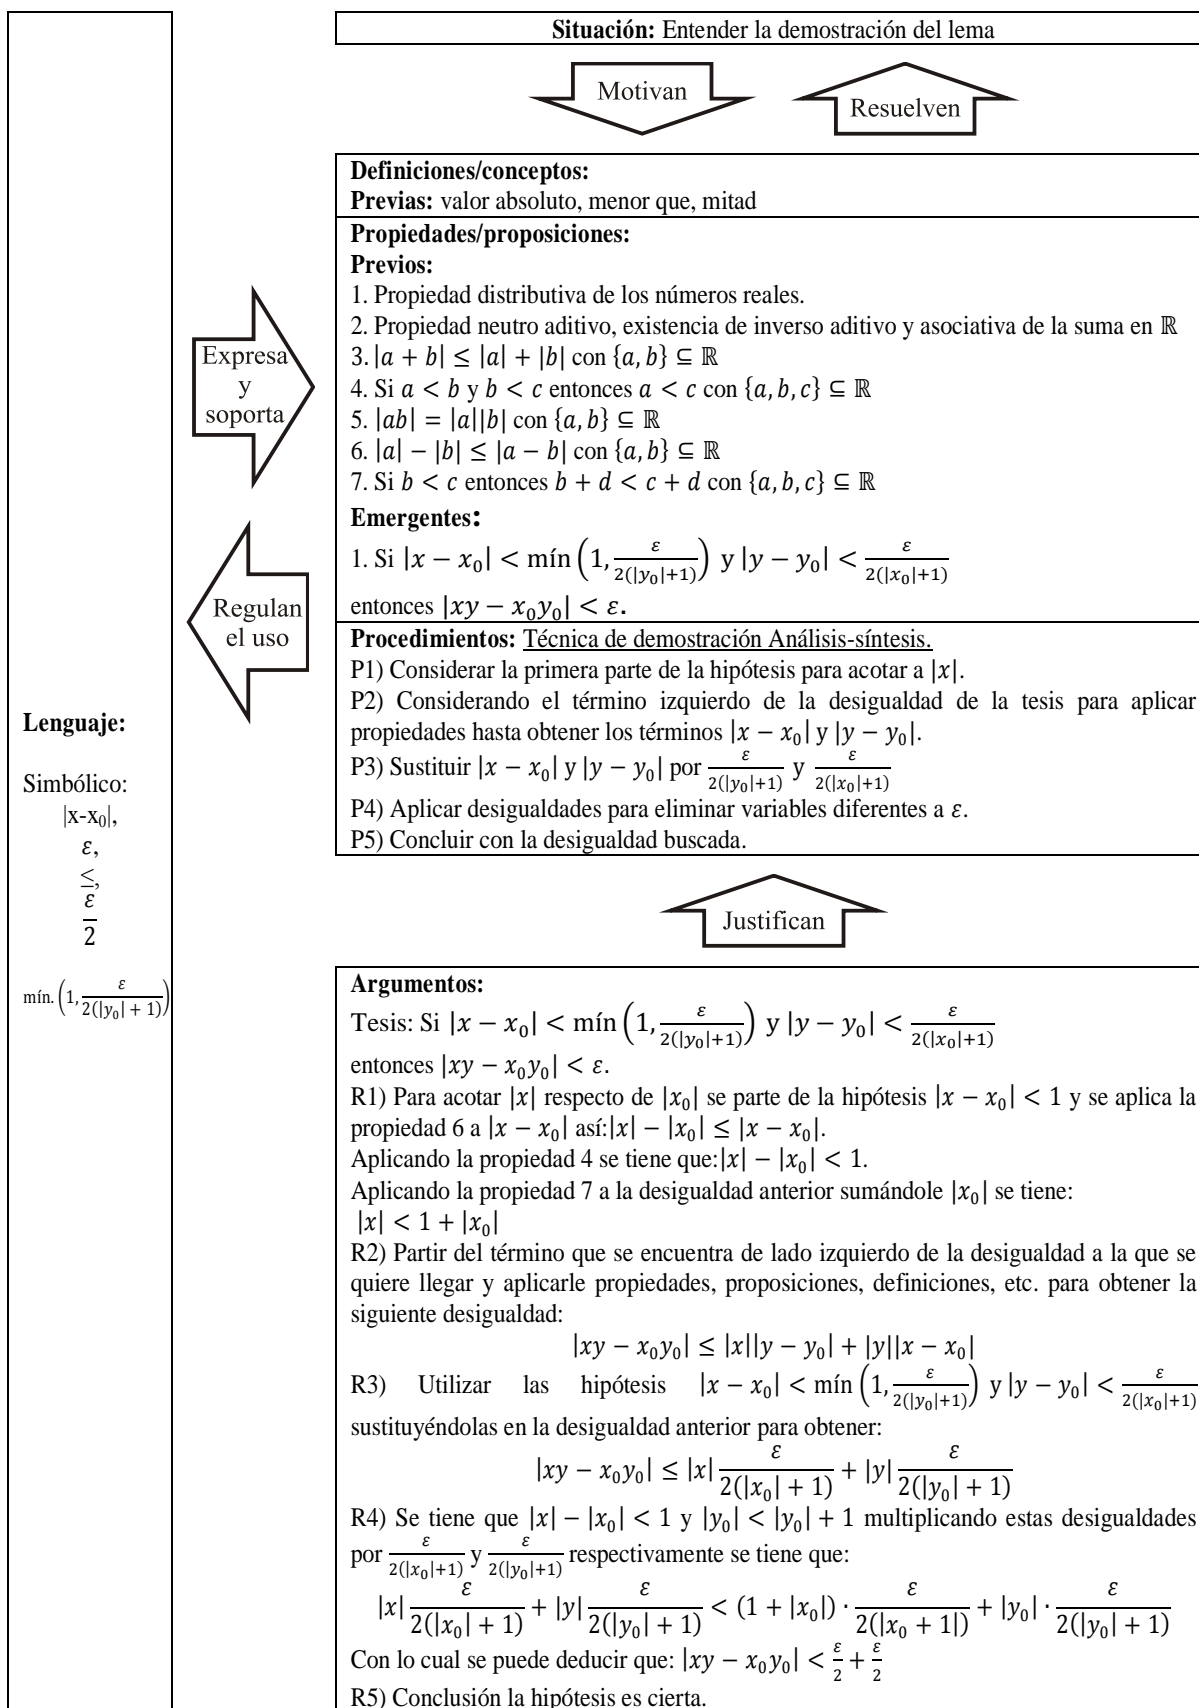 Situación: Entender la demostración del lema
Motivan
Resuelven
Definiciones/conceptos:
Previas: valor absoluto, menor que, mitad
Propiedades/proposiciones:
Previos:
1. Propiedad distributiva de los números reales.
2. Propiedad neutro aditivo, existencia de inverso aditivo y asociativa de la suma en ℝ
3. |a + b| ≤ |a| + |b| con {a, b} ⊆ ℝ
4. Si a < b y b < c entonces a < c con {a, b, c} ⊆ ℝ
5. |ab| = |a||b| con {a, b} ⊆ ℝ
6. |a| − |b| ≤ |a − b| con {a, b} ⊆ ℝ
7. Si b < c entonces b + d < c + d con {a, b, c} ⊆ ℝ
Emergentes:
1. Si |x − x₀| < mín (1, ε/2(|y₀|+1)) y |y − y₀| < ε/2(|x₀|+1)
entonces |xy − x₀y₀| < ε.
Procedimientos: Técnica de demostración Análisis-síntesis.
P1) Considerar la primera parte de la hipótesis para acotar a |x|.
P2) Considerando el término izquierdo de la desigualdad de la tesis para aplicar
propiedades hasta obtener los términos |x − x₀| y |y − y₀|.
P3) Sustituir |x − x₀| y |y − y₀| por ε/2(|y₀|+1) y ε/2(|x₀|+1)
P4) Aplicar desigualdades para eliminar variables diferentes a ε.
P5) Concluir con la desigualdad buscada.
Expresa
y
soporta
Regulan
el uso
Lenguaje:
Simbólico:
|x-x₀|,
ε,
≤,
ε/2
mín. (1, ε/2(|y₀| + 1))
Justifican
Argumentos:
Tesis: Si |x − x₀| < mín (1, ε/2(|y₀|+1)) y |y − y₀| < ε/2(|x₀|+1)
entonces |xy − x₀y₀| < ε.
R1) Para acotar |x| respecto de |x₀| se parte de la hipótesis |x − x₀| < 1 y se aplica la
propiedad 6 a |x − x₀| así:|x| − |x₀| ≤ |x − x₀|.
Aplicando la propiedad 4 se tiene que:|x| − |x₀| < 1.
Aplicando la propiedad 7 a la desigualdad anterior sumándole |x₀| se tiene:
|x| < 1 + |x₀|
R2) Partir del término que se encuentra de lado izquierdo de la desigualdad a la que se
quiere llegar y aplicarle propiedades, proposiciones, definiciones, etc. para obtener la
siguiente desigualdad:
|xy − x₀y₀| ≤ |x||y − y₀| + |y||x − x₀|
R3) Utilizar las hipótesis |x − x₀| < mín (1, ε/2(|y₀|+1)) y |y − y₀| < ε/2(|x₀|+1)
sustituyéndolas en la desigualdad anterior para obtener:
|xy − x₀y₀| ≤ |x| ε/2(|x₀| + 1) + |y| ε/2(|y₀| + 1)
R4) Se tiene que |x| − |x₀| < 1 y |y₀| < |y₀| + 1 multiplicando estas desigualdades
por ε/2(|x₀|+1) y ε/2(|y₀|+1) respectivamente se tiene que:
|x| ε/2(|x₀| + 1) + |y| ε/2(|y₀| + 1) < (1 + |x₀|) · ε/2(|x₀ + 1|) + |y₀| · ε/2(|y₀| + 1)
Con lo cual se puede deducir que: |xy − x₀y₀| < ε/2 + ε/2
R5) Conclusión la hipótesis es cierta.